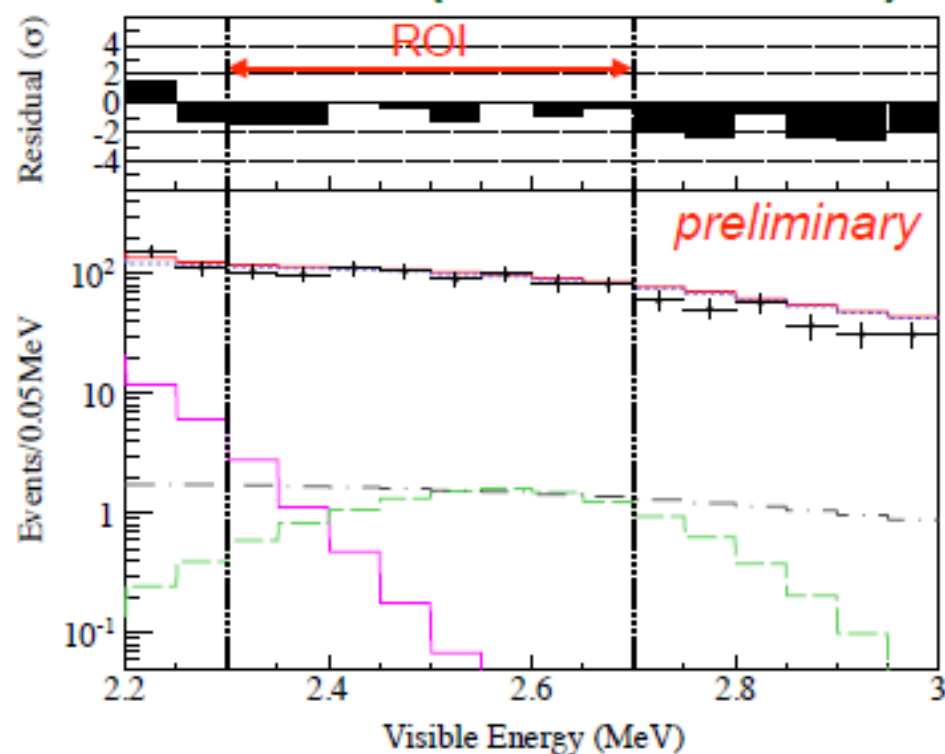 Residual (σ)
4
2
0
-2
-4
ROI
preliminary
Events/0.05MeV
10²
10
1
10⁻¹
2.2 2.4 2.6 2.8 3
Visible Energy (MeV)